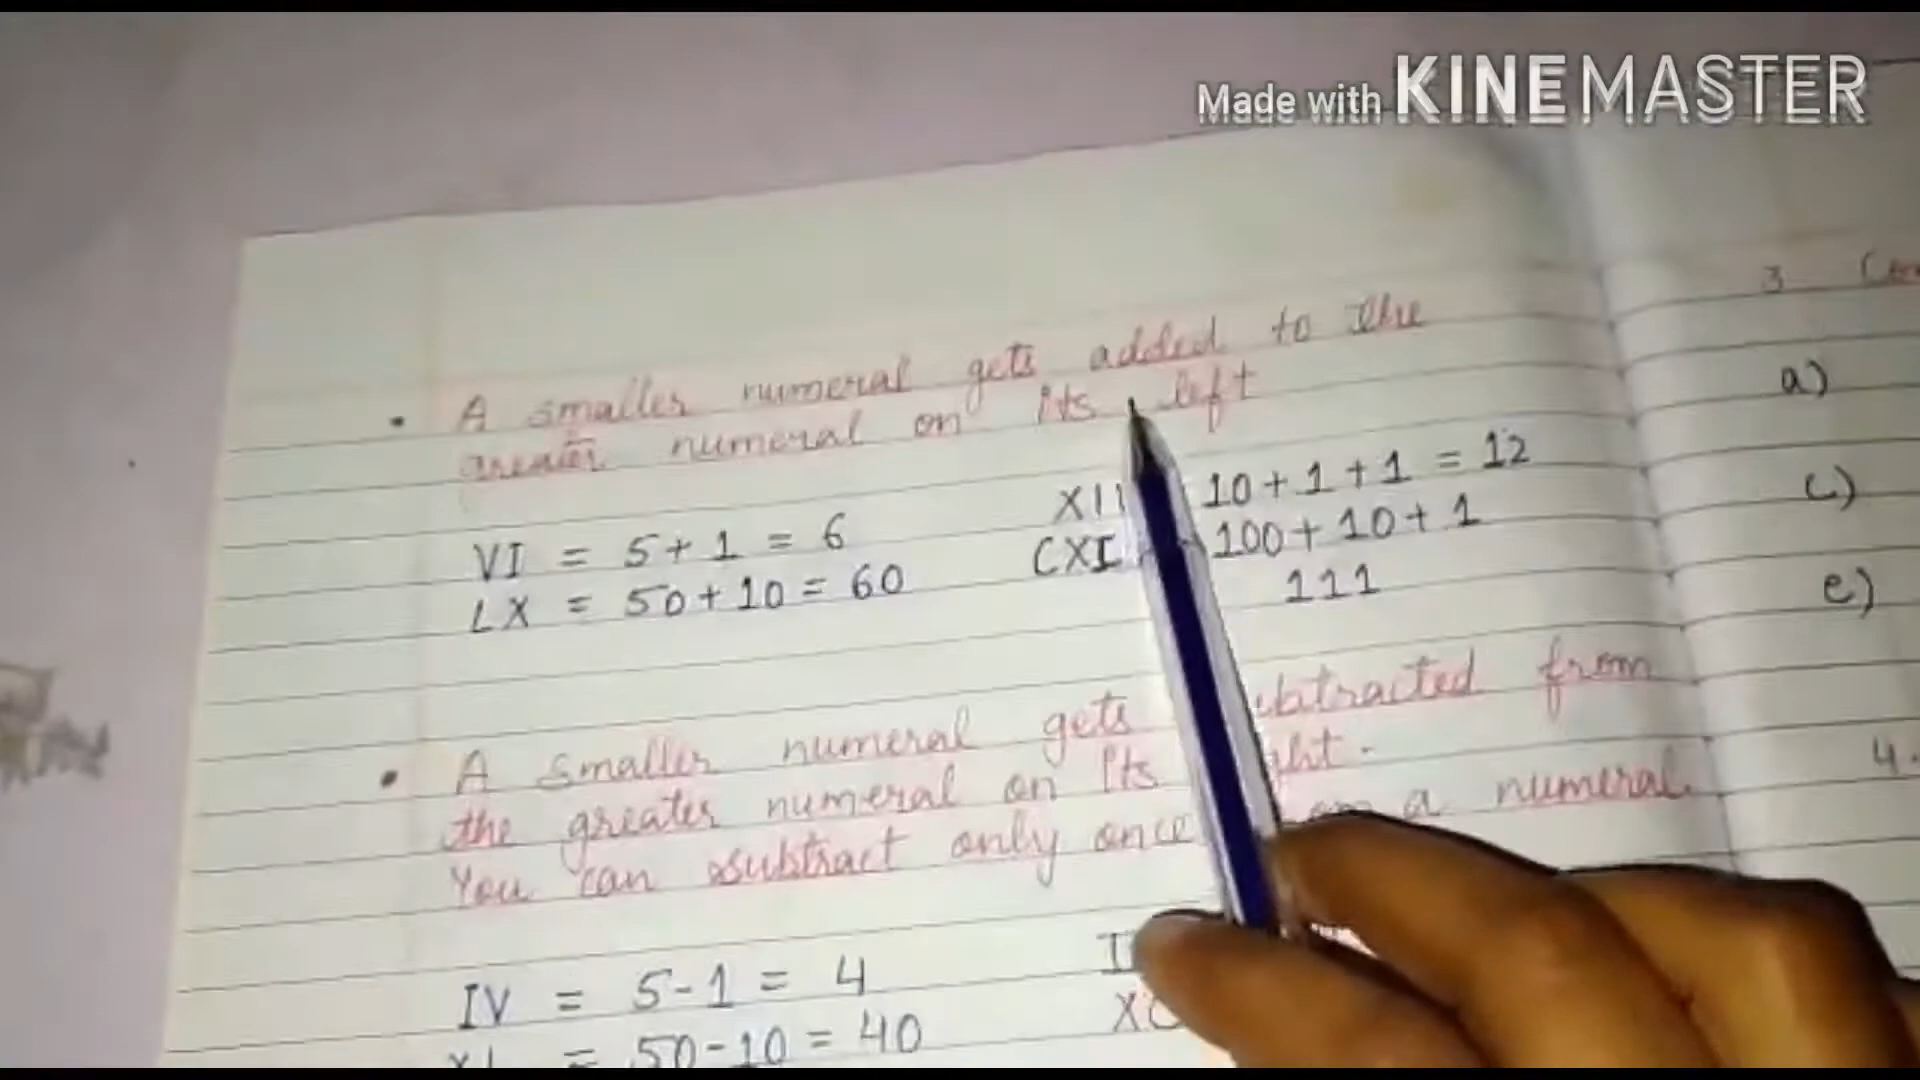 Made with KINEMASTER
3
• A smaller numeral gets added to the
greater numeral on its left
a)
VI = 5+1 = 6
XII 10+1+1 = 12
c)
LX = 50+10 = 60
CXI 100+10+1
111
e)
• A smaller numeral gets subtracted from
the greater numeral on its right.
4.
You can subtract only once from a numeral.
IV = 5-1 = 4
= 50-10 = 40